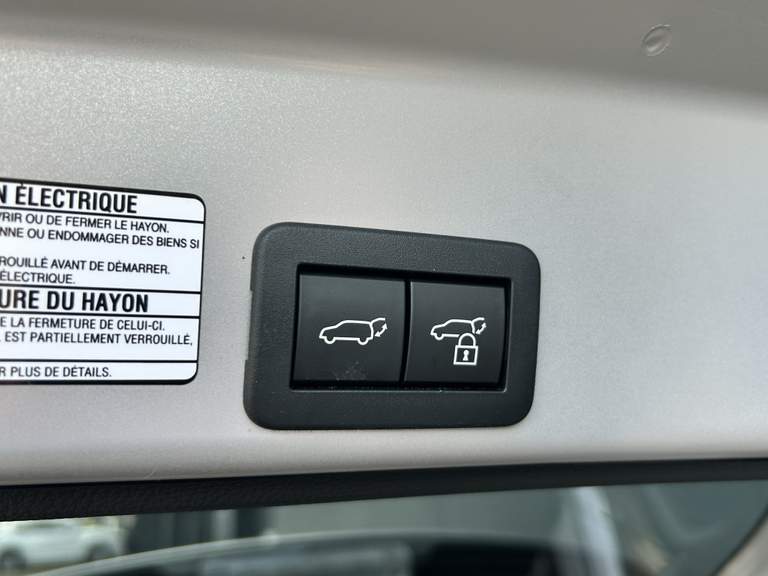 N ÉLECTRIQUE
VRIR OU DE FERMER LE HAYON.
NNE OU ENDOMMAGER DES BIENS SI
ROUILLÉ AVANT DE DÉMARRER.
ÉLECTRIQUE.
URE DU HAYON
E LA FERMETURE DE CELUI-CI.
EST PARTIELLEMENT VERROUILLÉ,
R PLUS DE DÉTAILS.